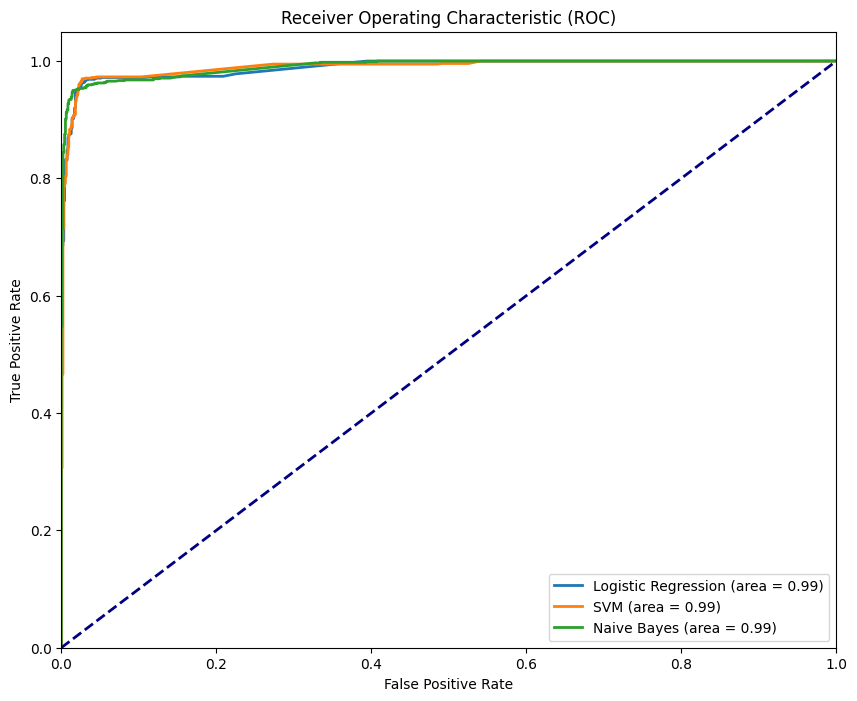 Receiver Operating Characteristic (ROC)
True Positive Rate
1.0
0.8
0.6
0.4
0.2
0.0
Logistic Regression (area = 0.99)
SVM (area = 0.99)
Naive Bayes (area = 0.99)
0.0 0.2 0.4 0.6 0.8 1.0
False Positive Rate